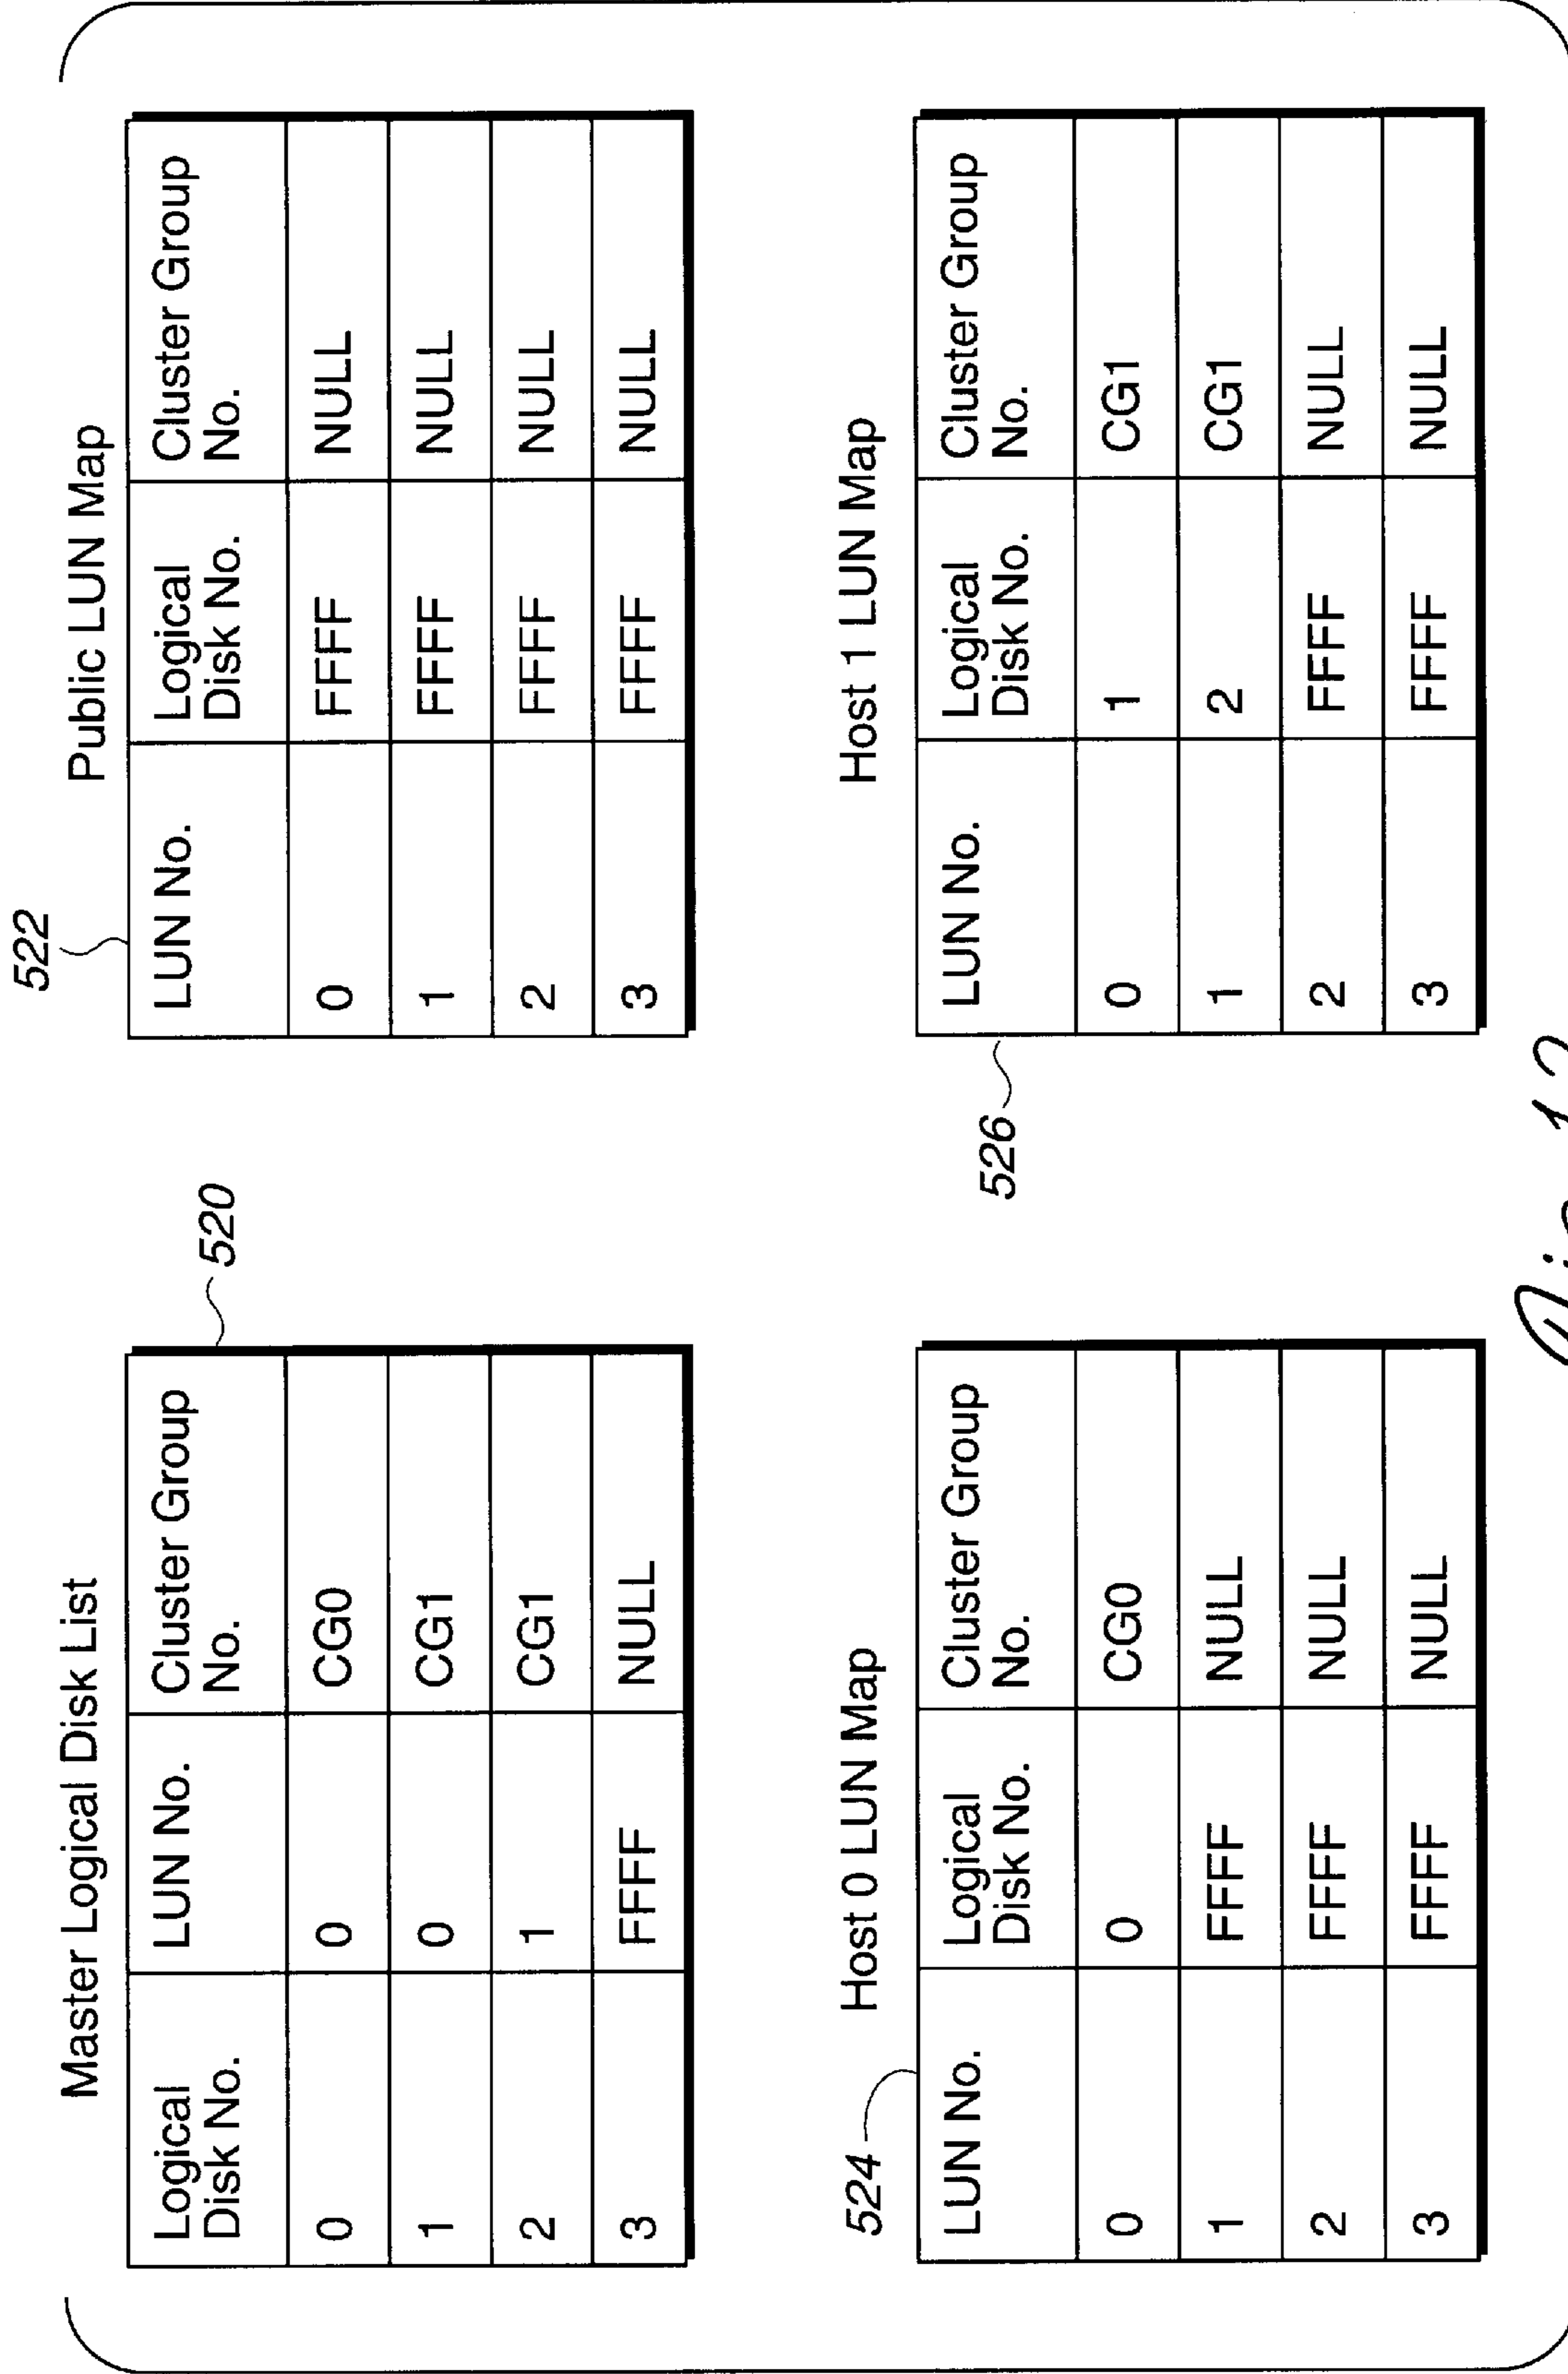 Master Logical Disk List
520
Logical Disk No. LUN No. Cluster Group No.
0 0 CG0
1 0 CG1
2 1 CG1
3 FFFF NULL
Public LUN Map
522
LUN No. Logical Disk No. Cluster Group No.
0 FFFF NULL
1 FFFF NULL
2 FFFF NULL
3 FFFF NULL
Host 0 LUN Map
524
LUN No. Logical Disk No. Cluster Group No.
0 0 CG0
1 FFFF NULL
2 FFFF NULL
3 FFFF NULL
Host 1 LUN Map
526
LUN No. Logical Disk No. Cluster Group No.
0 1 CG1
1 2 CG1
2 FFFF NULL
3 FFFF NULL